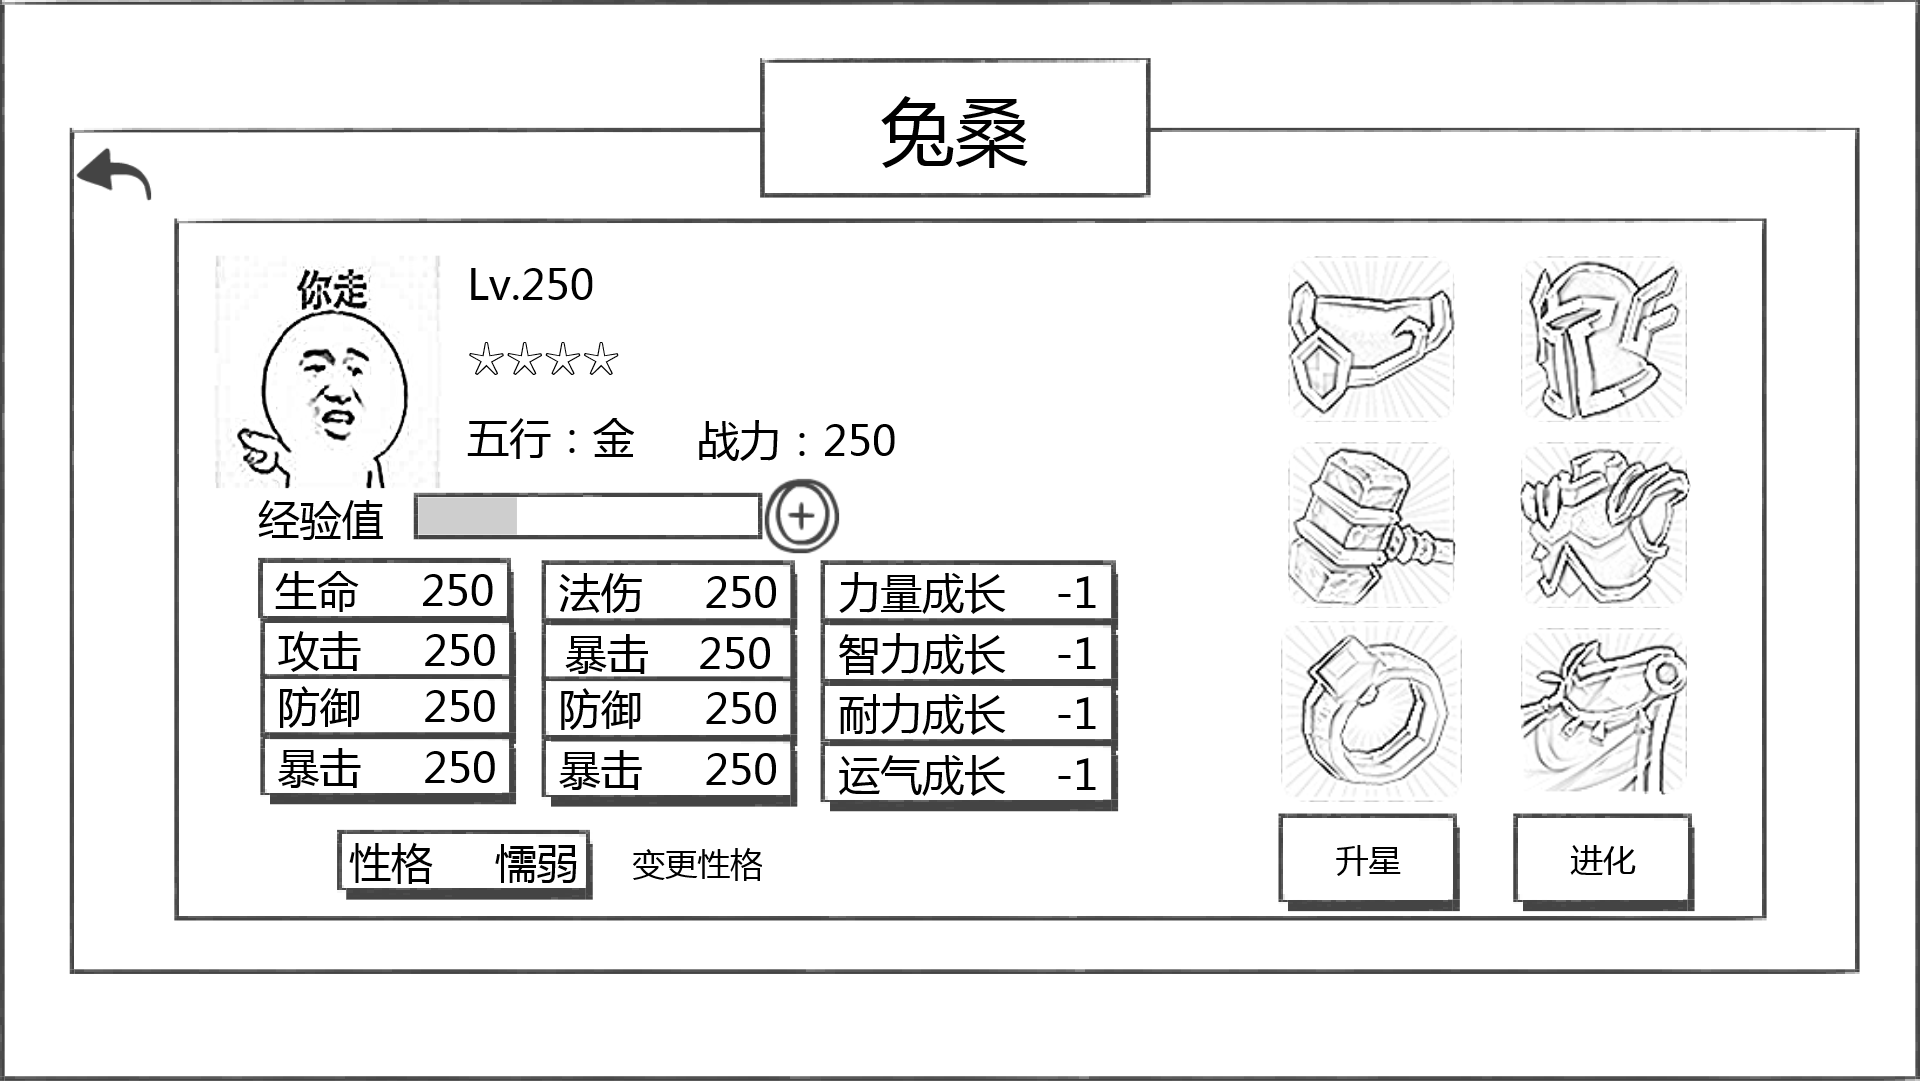 兔桑
你走
Lv.250
☆☆☆☆
五行：金 战力：250
经验值
生命 250
攻击 250
防御 250
暴击 250
法伤 250
暴击 250
防御 250
暴击 250
力量成长 -1
智力成长 -1
耐力成长 -1
运气成长 -1
性格 懦弱
变更性格
升星
进化